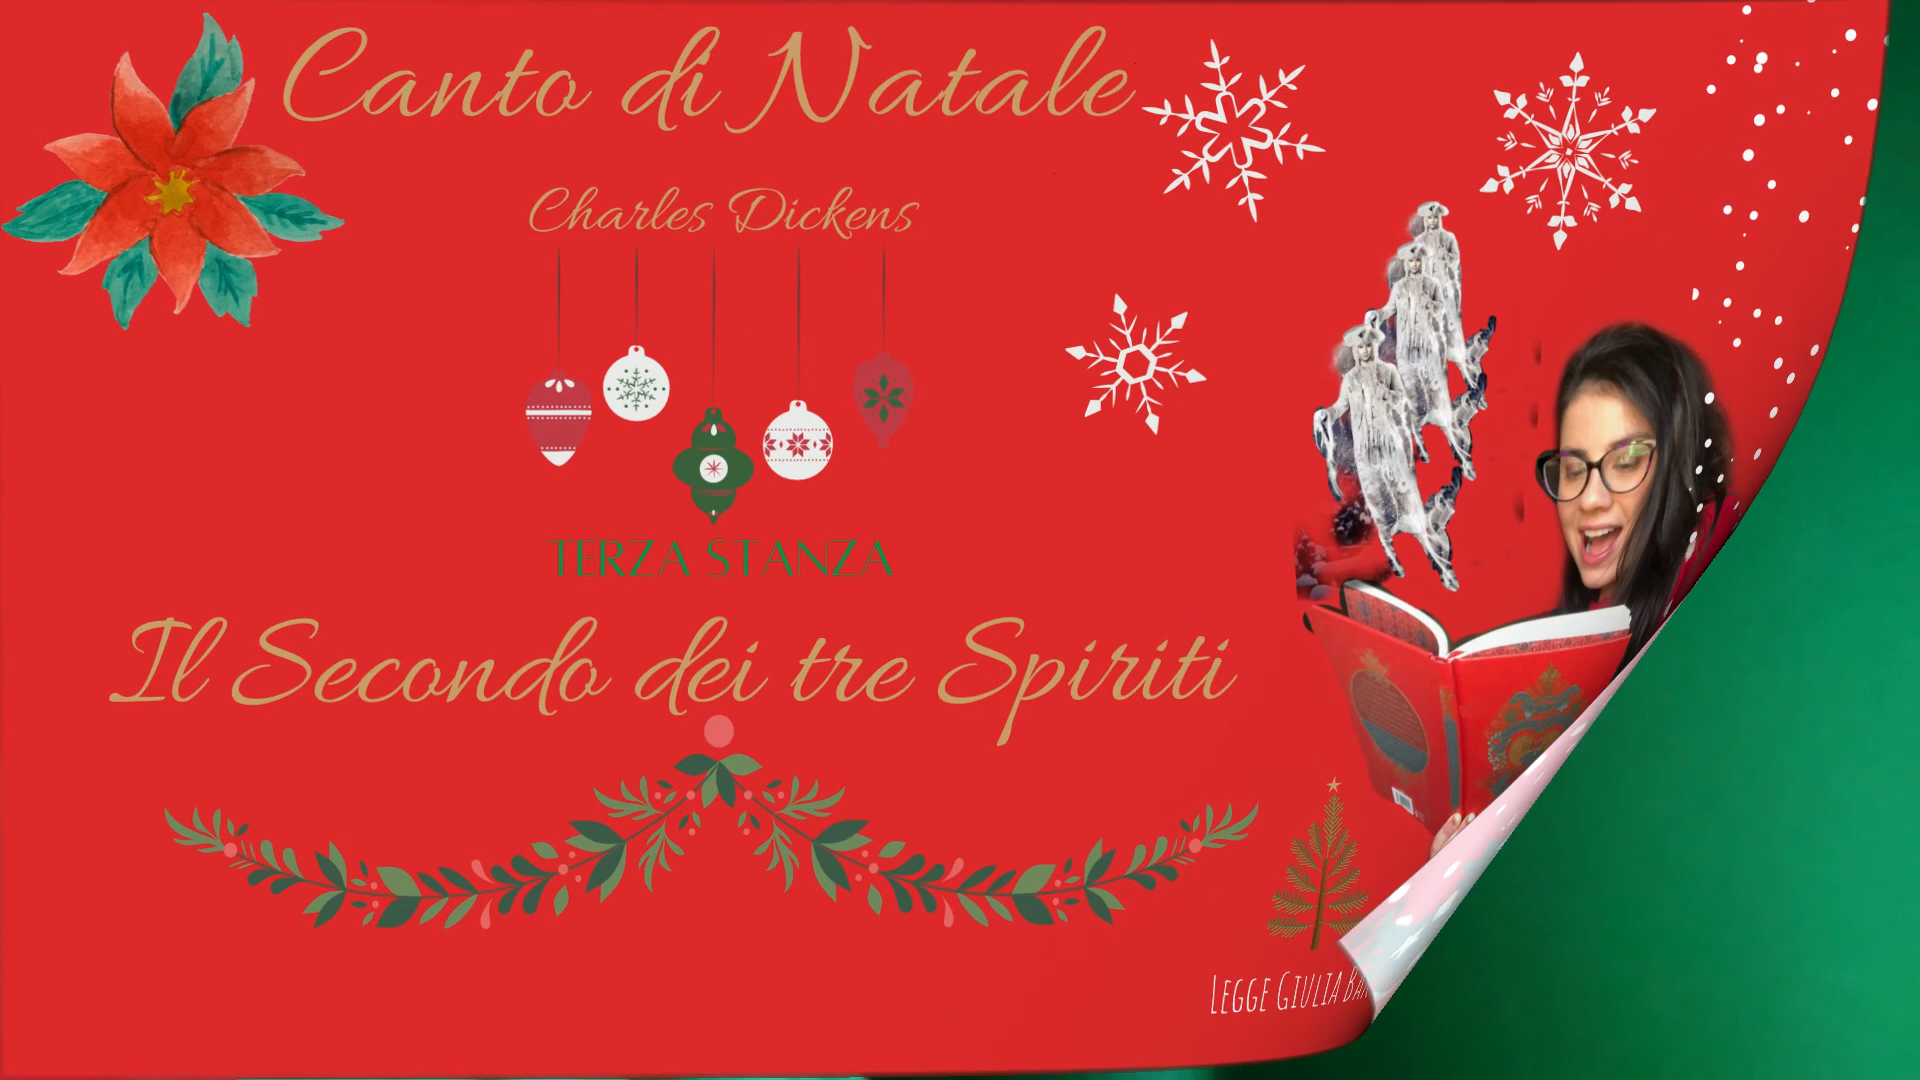 Canto di Natale
Charles Dickens
TERZA STANZA
Il Secondo dei tre Spiriti
LEGGE GIULIA